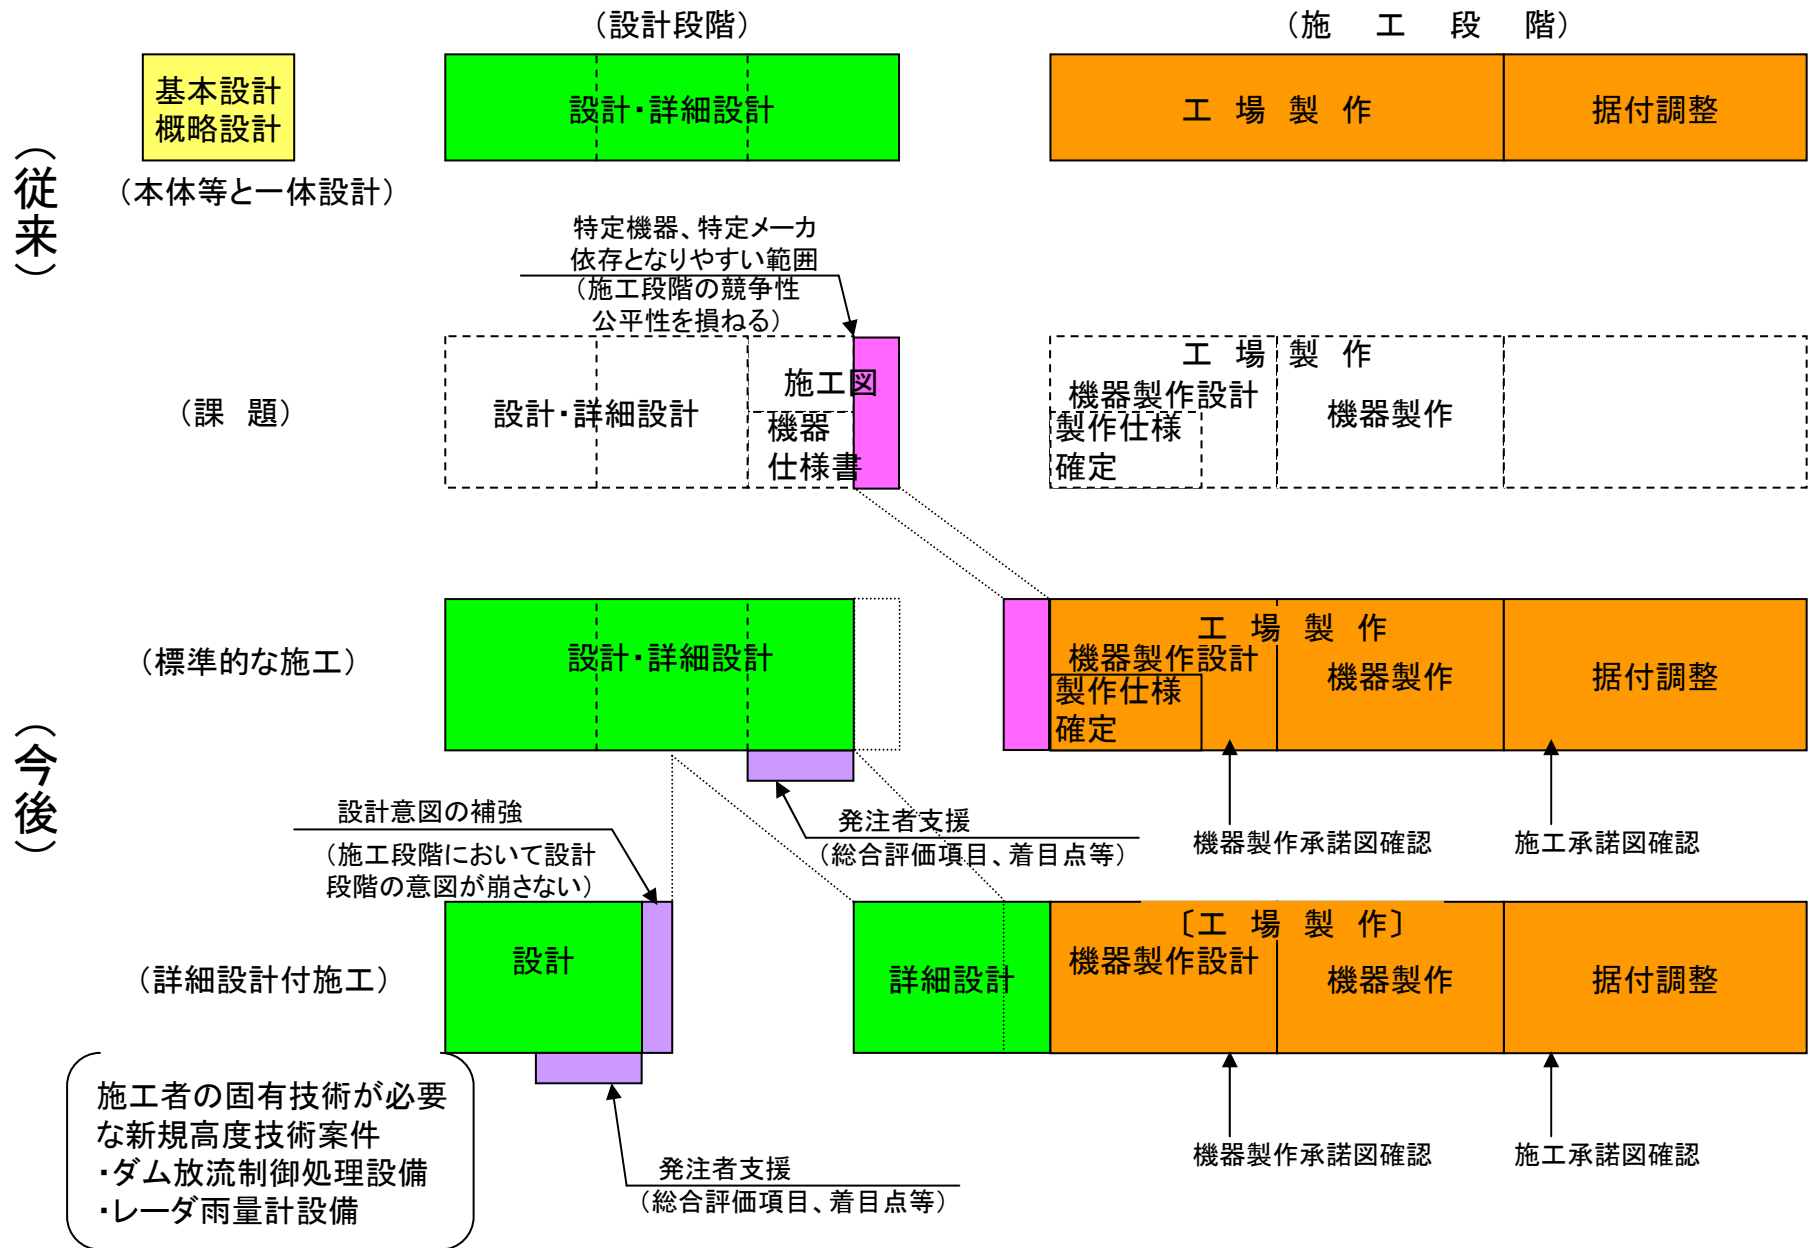 （設計段階）
（施　工　段　階）
（従来）
基本設計
概略設計
設計・詳細設計
工　場　製　作
据付調整
（本体等と一体設計）
特定機器、特定メーカ
依存となりやすい範囲
（施工段階の競争性
公平性を損ねる）
（課　題）
設計・詳細設計
施工図
機器
仕様書
工　場　製　作
機器製作設計
製作仕様
確定
機器製作
（今後）
（標準的な施工）
設計・詳細設計
工　場　製　作
機器製作設計
製作仕様
確定
機器製作
据付調整
設計意図の補強
（施工段階において設計
段階の意図が崩さない）
発注者支援
（総合評価項目、着目点等）
機器製作承諾図確認
施工承諾図確認
（詳細設計付施工）
設計
詳細設計
〔工　場　製　作〕
機器製作設計
機器製作
据付調整
施工者の固有技術が必要
な新規高度技術案件
・ダム放流制御処理設備
・レーダ雨量計設備
発注者支援
（総合評価項目、着目点等）
機器製作承諾図確認
施工承諾図確認